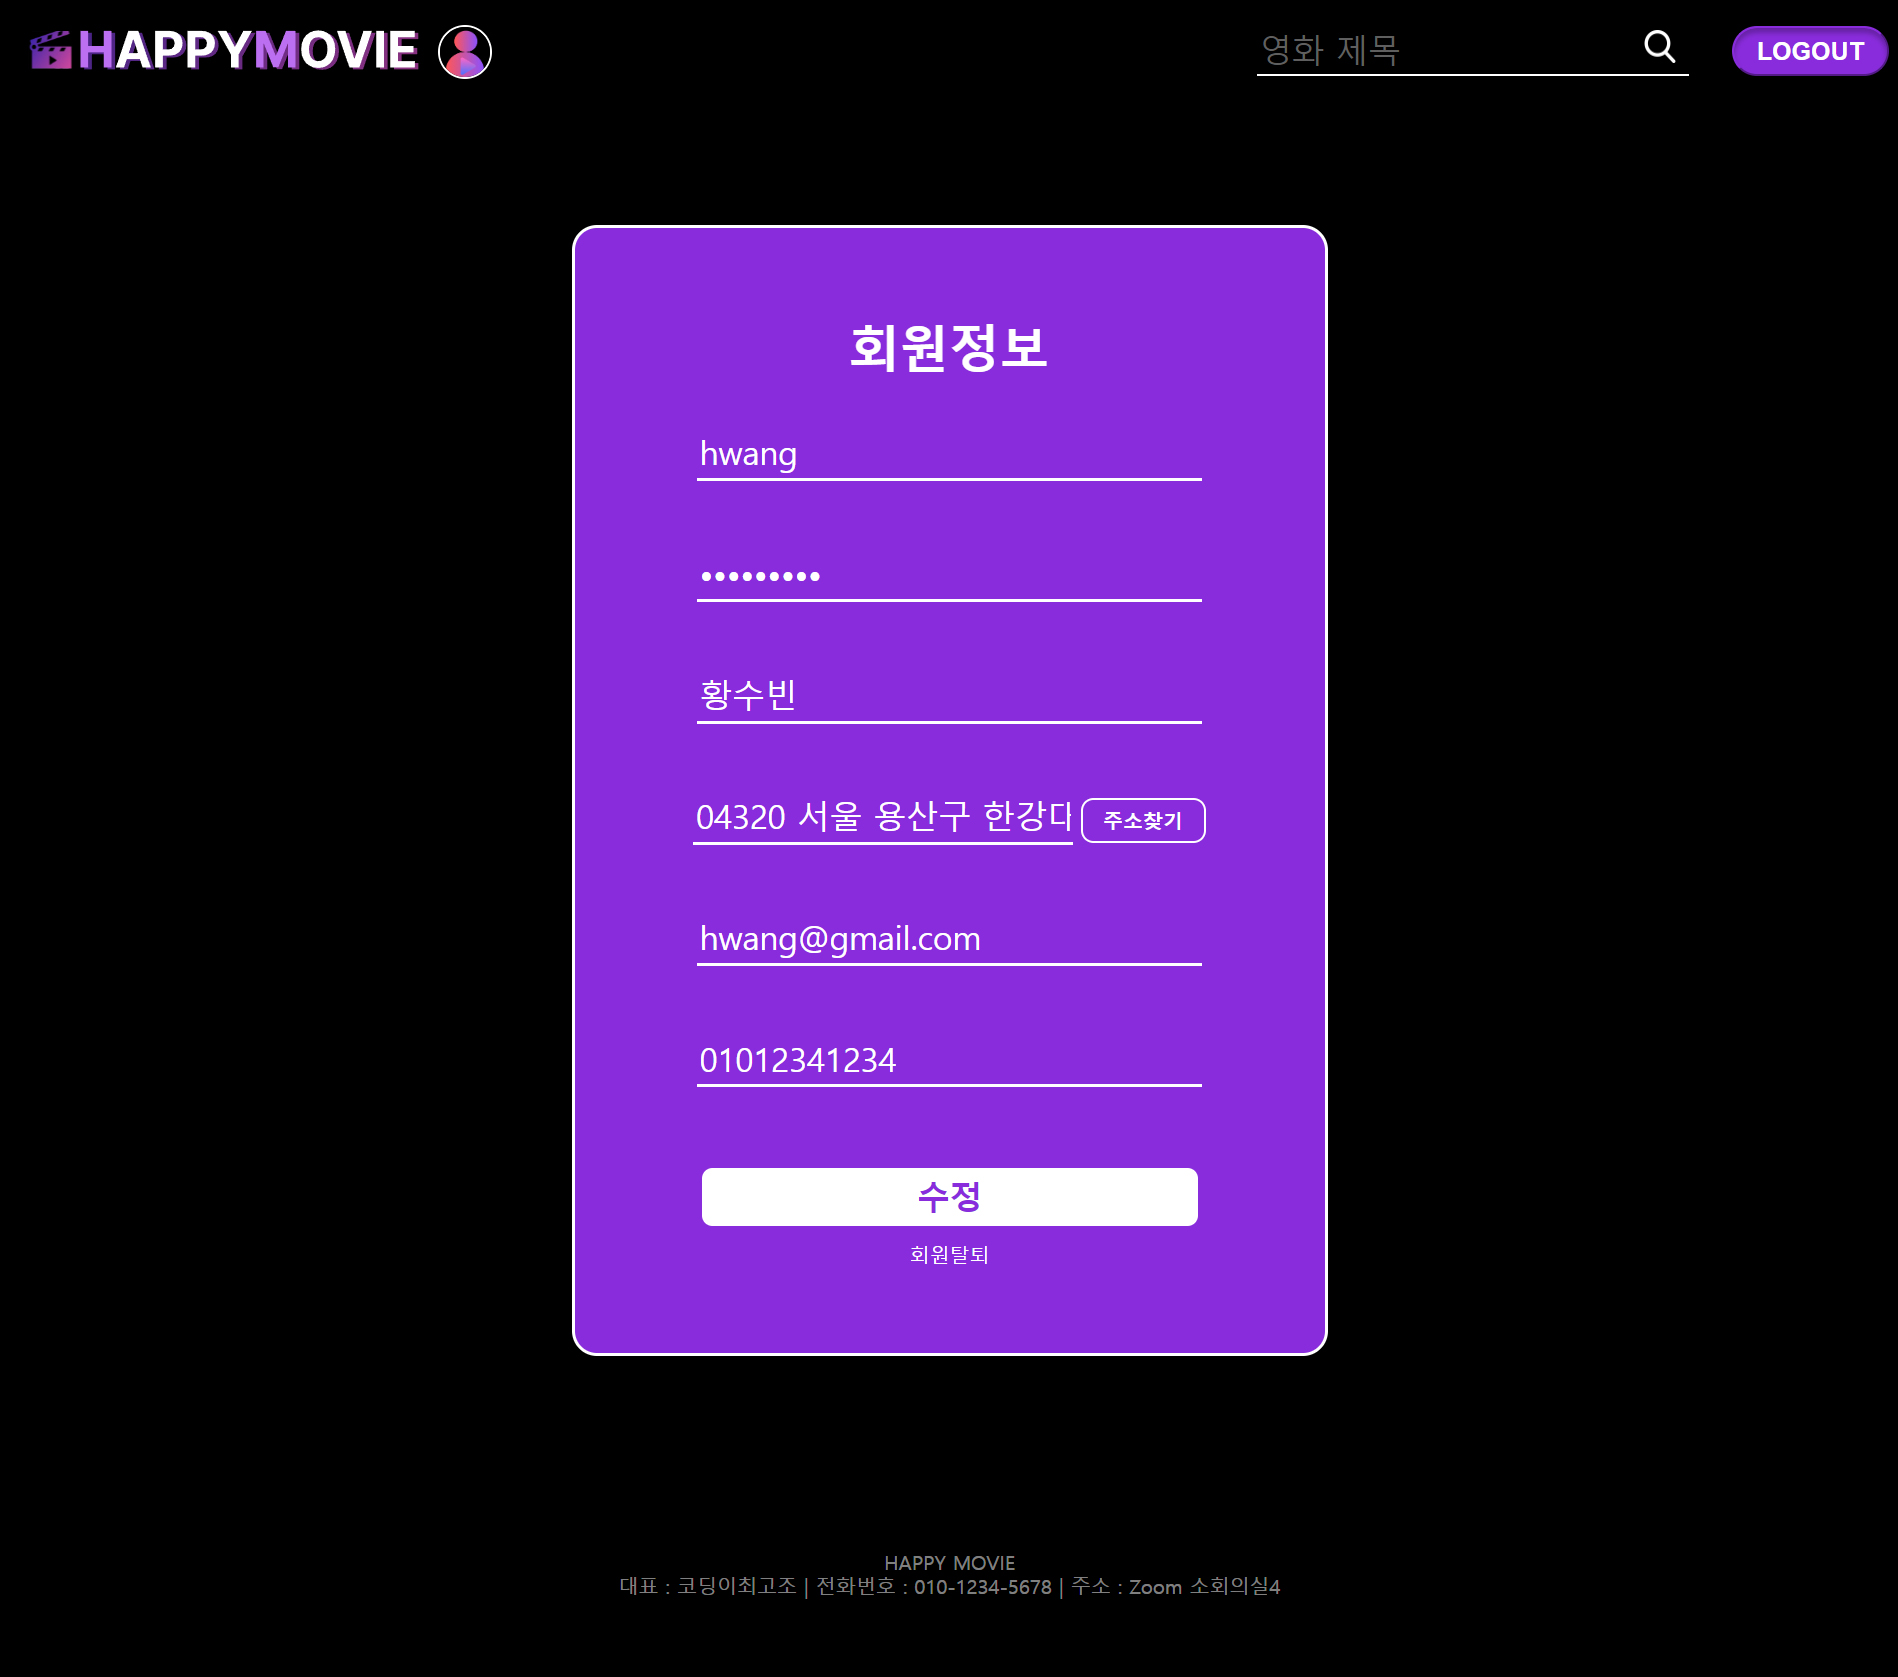 HAPPYMOVIE
영화 제목
LOGOUT
회원정보
hwang
•••••••••
황수빈
04320 서울 용산구 한강대
주소찾기
hwang@gmail.com
01012341234
수정
회원탈퇴
HAPPY MOVIE
대표 : 코딩이최고조 | 전화번호 : 010-1234-5678 | 주소 : Zoom 소회의실4